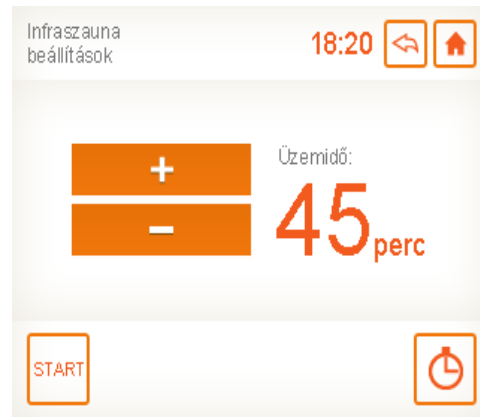 Infraszauna
beállítások
18:20
+
Üzemidő:
45 perc
−
START